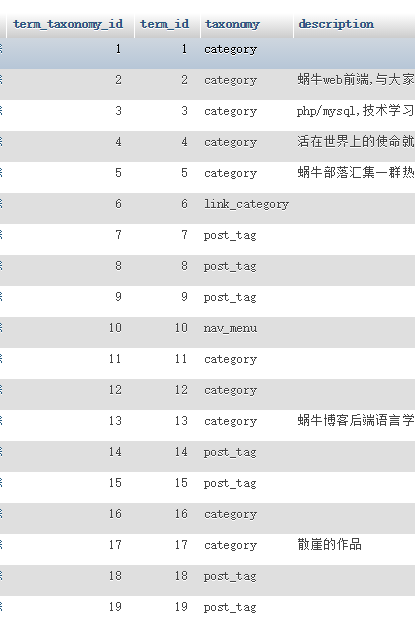 term_taxonomy_id term_id taxonomy description
1 1 category
2 2 category 蜗牛web前端,与大家
3 3 category php/mysql,技术学习
4 4 category 活在世界上的使命就
5 5 category 蜗牛部落汇集一群热
6 6 link_category
7 7 post_tag
8 8 post_tag
9 9 post_tag
10 10 nav_menu
11 11 category
12 12 category
13 13 category 蜗牛博客后端语言学
14 14 post_tag
15 15 post_tag
16 16 category
17 17 category 散崖的作品
18 18 post_tag
19 19 post_tag